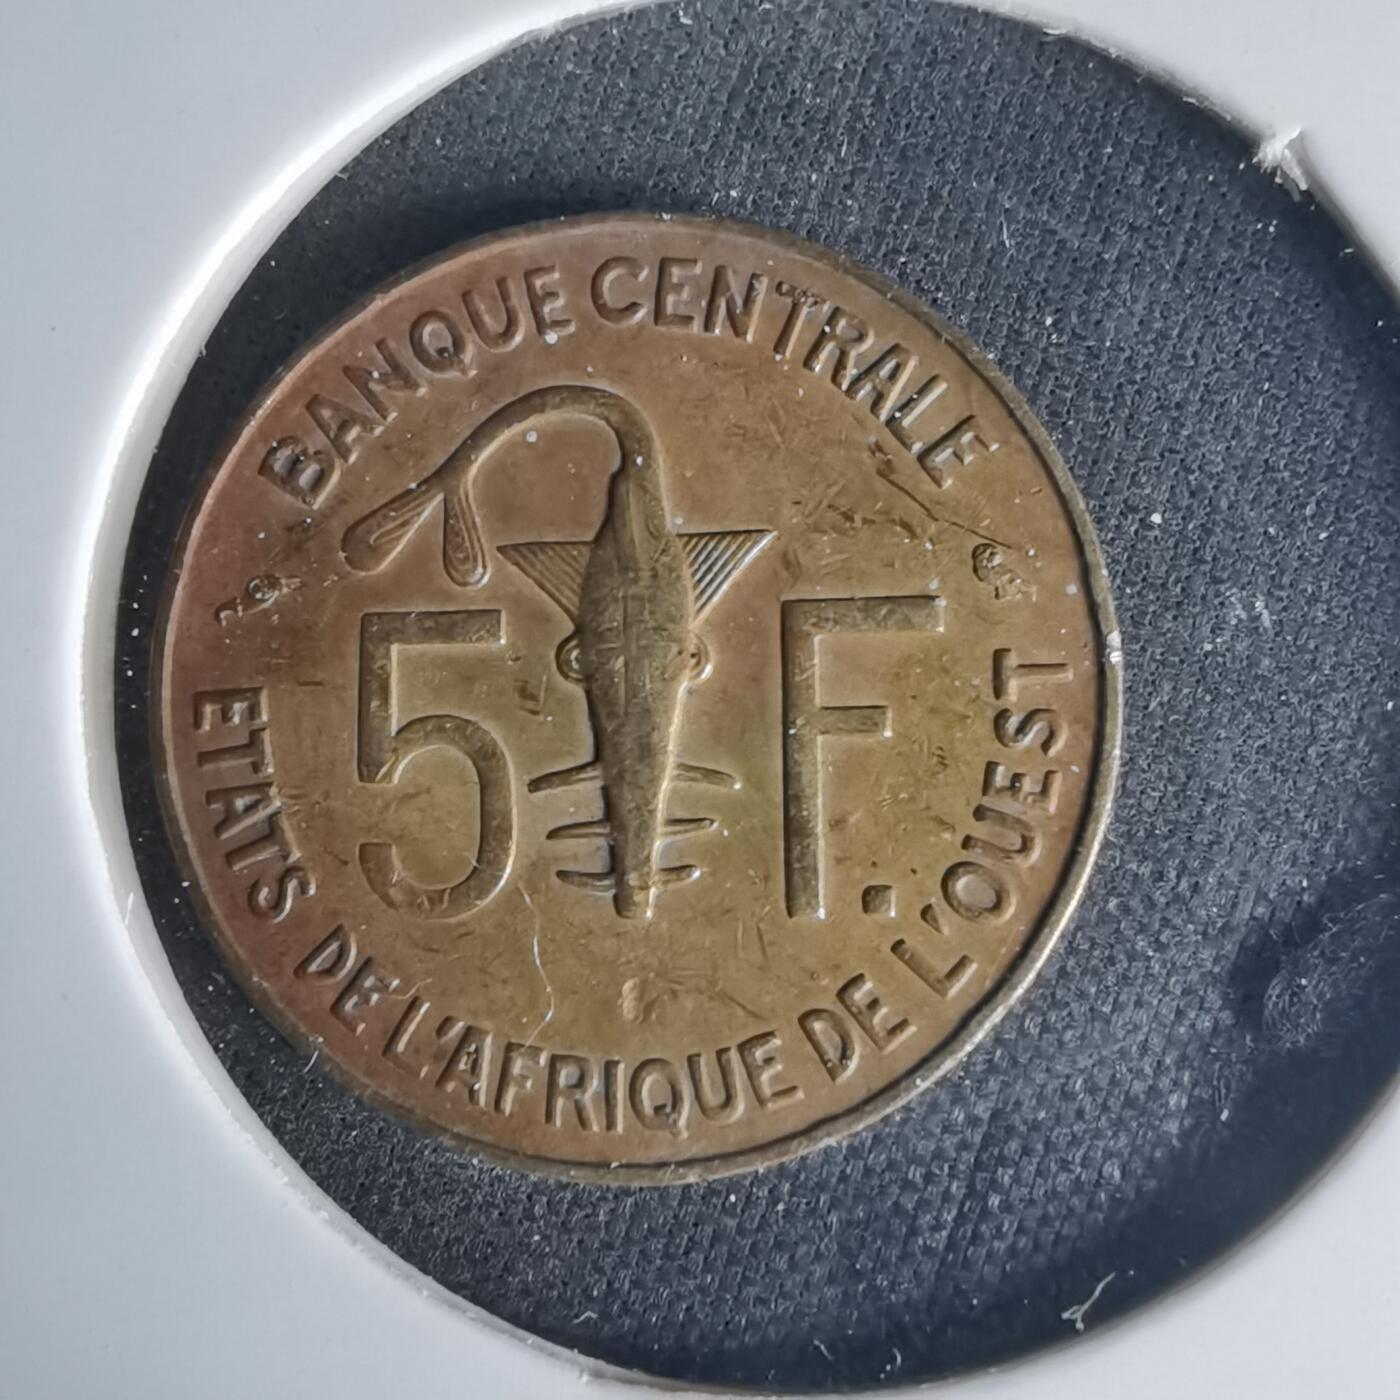 BANQUE CENTRALE
5 F.
ETATS DE L'AFRIQUE DE L'OUEST